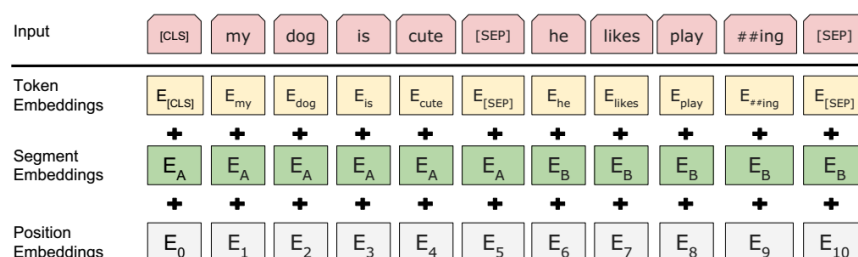 Input [CLS] my dog is cute [SEP] he likes play ##ing [SEP]
Token
Embeddings
E[CLS] Emy Edog Eis Ecute E[SEP] Ehe Elikes Eplay E##ing E[SEP]
+ + + + + + + + + + +
Segment
Embeddings
EA EA EA EA EA EA EB EB EB EB EB
+ + + + + + + + + + +
Position
Embeddings
E0 E1 E2 E3 E4 E5 E6 E7 E8 E9 E10